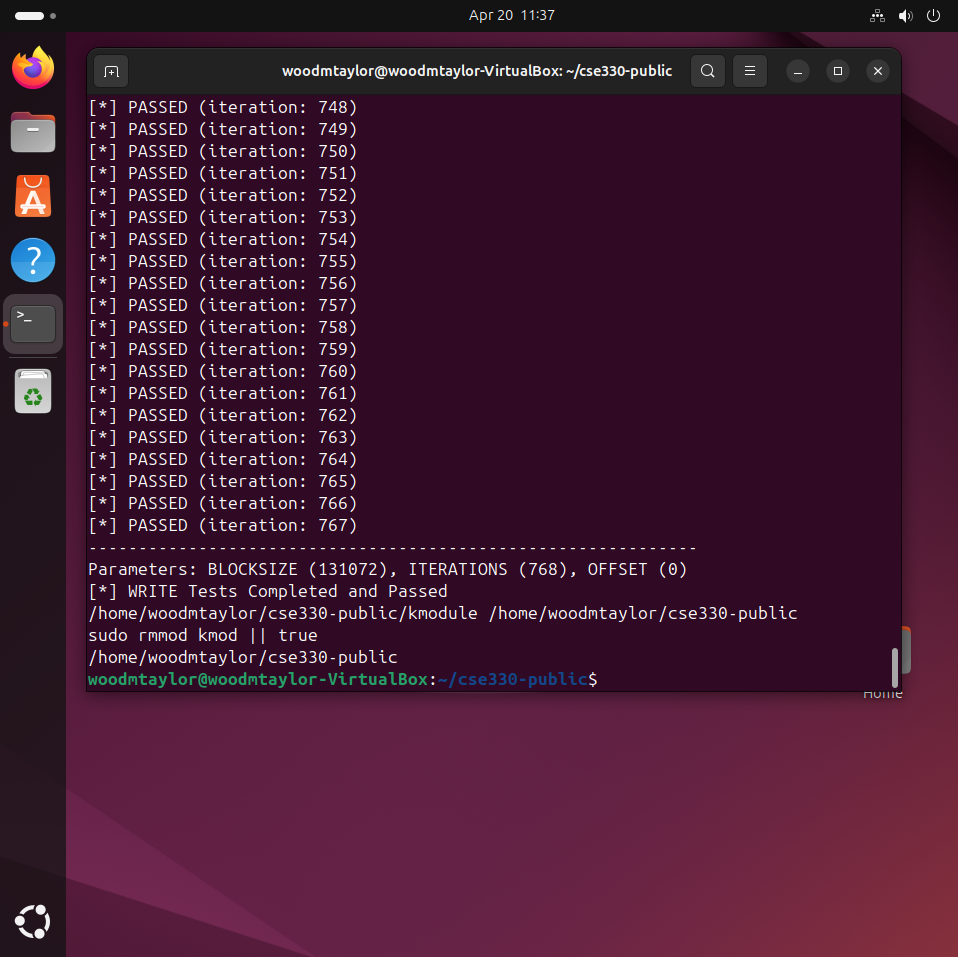 Apr 20 11:37
woodmtaylor@woodmtaylor-VirtualBox: ~/cse330-public
[*] PASSED (iteration: 748)
[*] PASSED (iteration: 749)
[*] PASSED (iteration: 750)
[*] PASSED (iteration: 751)
[*] PASSED (iteration: 752)
[*] PASSED (iteration: 753)
[*] PASSED (iteration: 754)
[*] PASSED (iteration: 755)
[*] PASSED (iteration: 756)
[*] PASSED (iteration: 757)
[*] PASSED (iteration: 758)
[*] PASSED (iteration: 759)
[*] PASSED (iteration: 760)
[*] PASSED (iteration: 761)
[*] PASSED (iteration: 762)
[*] PASSED (iteration: 763)
[*] PASSED (iteration: 764)
[*] PASSED (iteration: 765)
[*] PASSED (iteration: 766)
[*] PASSED (iteration: 767)
-------------------------------------------------------------
Parameters: BLOCKSIZE (131072), ITERATIONS (768), OFFSET (0)
[*] WRITE Tests Completed and Passed
/home/woodmtaylor/cse330-public/kmodule /home/woodmtaylor/cse330-public
sudo rmmod kmod || true
/home/woodmtaylor/cse330-public
woodmtaylor@woodmtaylor-VirtualBox:~/cse330-public$
Home